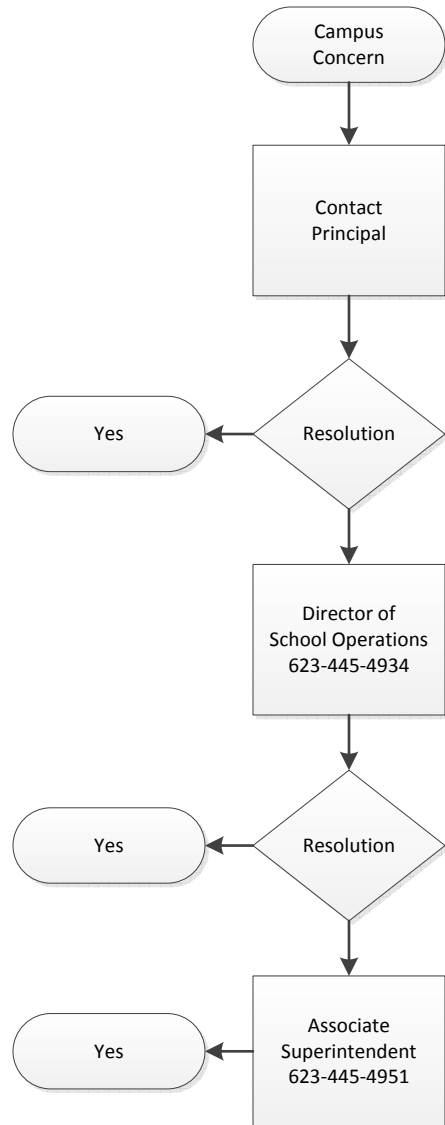 Campus
Concern
Contact
Principal
Yes
Resolution
Director of
School Operations
623-445-4934
Yes
Resolution
Yes
Associate
Superintendent
623-445-4951